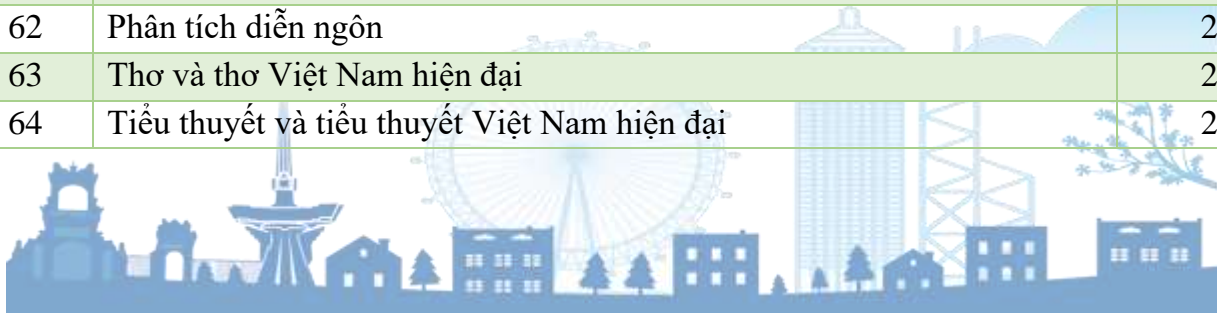 62 Phân tích diễn ngôn 2
63 Thơ và thơ Việt Nam hiện đại 2
64 Tiểu thuyết và tiểu thuyết Việt Nam hiện đại 2